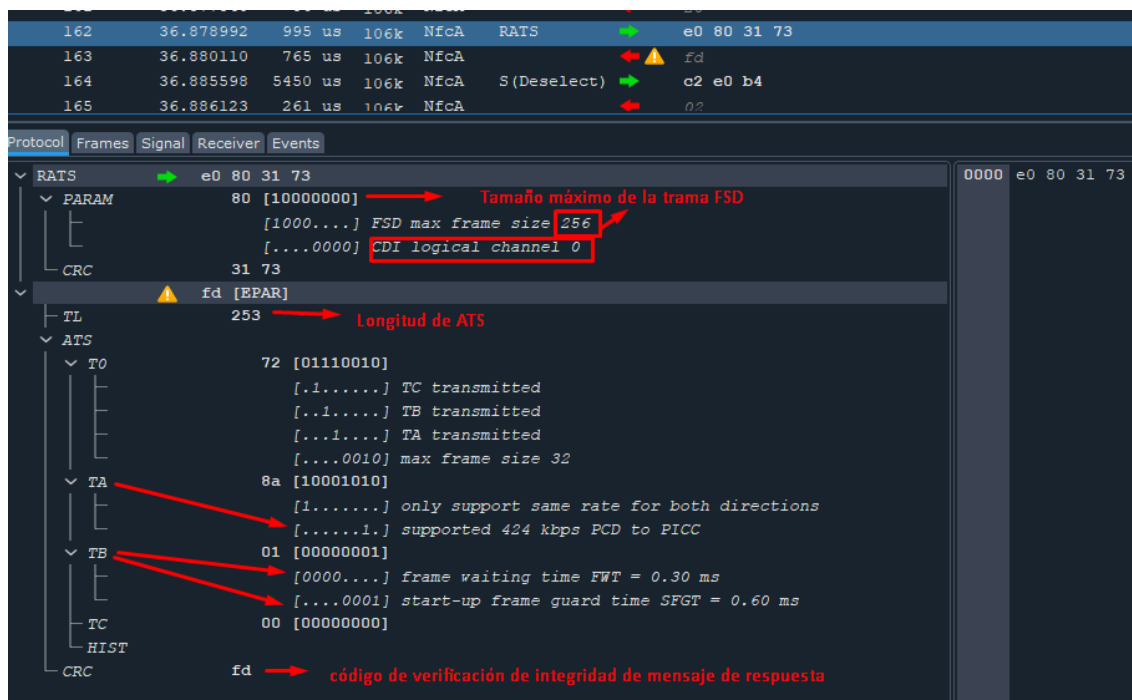 162 36.878992 995 us 106k NfcA RATS e0 80 31 73
163 36.880110 765 us 106k NfcA fd
164 36.885598 5450 us 106k NfcA S(Deselect) c2 e0 b4
165 36.886123 261 us 106k NfcA 02
Protocol Frames Signal Receiver Events
RATS e0 80 31 73 0000 e0 80 31 73
PARAM 80 [10000000] Tamaño máximo de la trama FSD
[1000....] FSD max frame size 256
[....0000] CDI logical channel 0
CRC 31 73
fd [EPAR]
TL 253 Longitud de ATS
ATS
T0 72 [01110010]
[.1......] TC transmitted
[..1.....] TB transmitted
[...1....] TA transmitted
[....0010] max frame size 32
TA 8a [10001010]
[1.......] only support same rate for both directions
[......1.] supported 424 kbps PCD to PICC
TB 01 [00000001]
[0000....] frame waiting time FWT = 0.30 ms
[....0001] start-up frame guard time SFGT = 0.60 ms
TC 00 [00000000]
HIST
CRC fd código de verificación de integridad de mensaje de respuesta